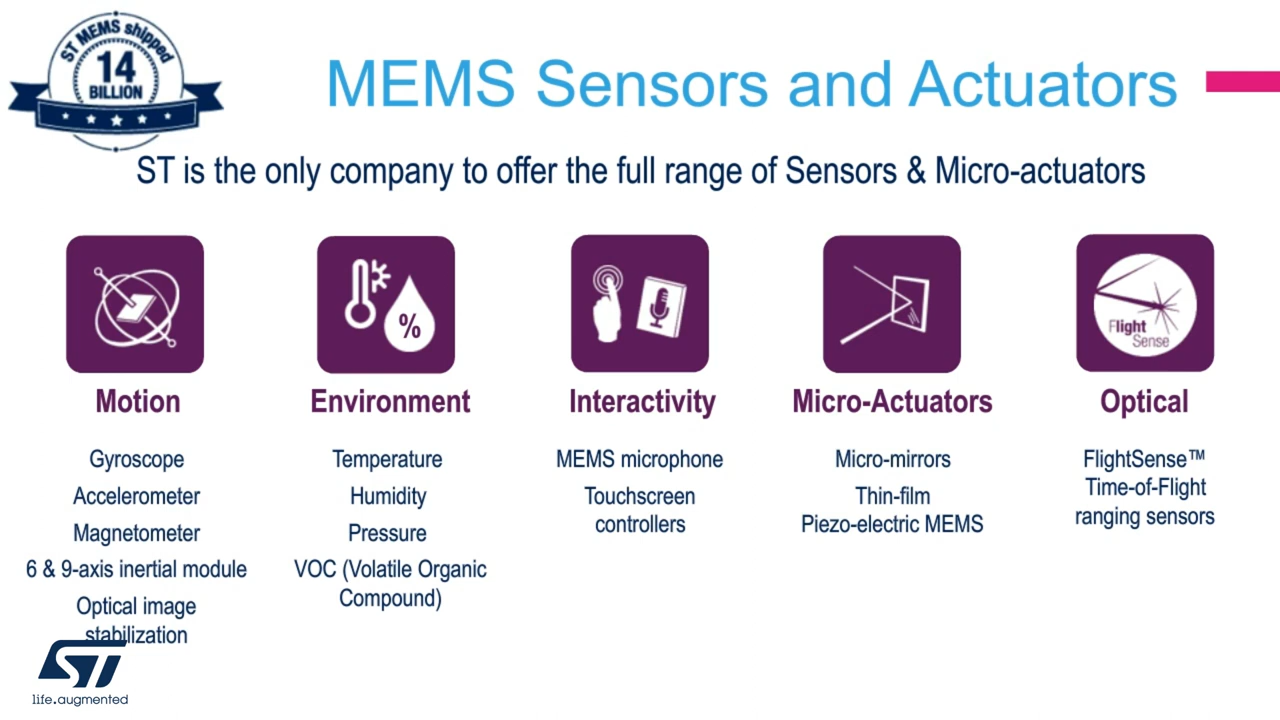 ST MEMS shipped
14
BILLION
MEMS Sensors and Actuators
ST is the only company to offer the full range of Sensors & Micro-actuators
%
Flight
Sense
Motion
Gyroscope
Accelerometer
Magnetometer
6 & 9-axis inertial module
Optical image
stabilization
Environment
Temperature
Humidity
Pressure
VOC (Volatile Organic
Compound)
Interactivity
MEMS microphone
Touchscreen
controllers
Micro-Actuators
Micro-mirrors
Thin-film
Piezo-electric MEMS
Optical
FlightSense™
Time-of-Flight
ranging sensors
ST
life.augmented